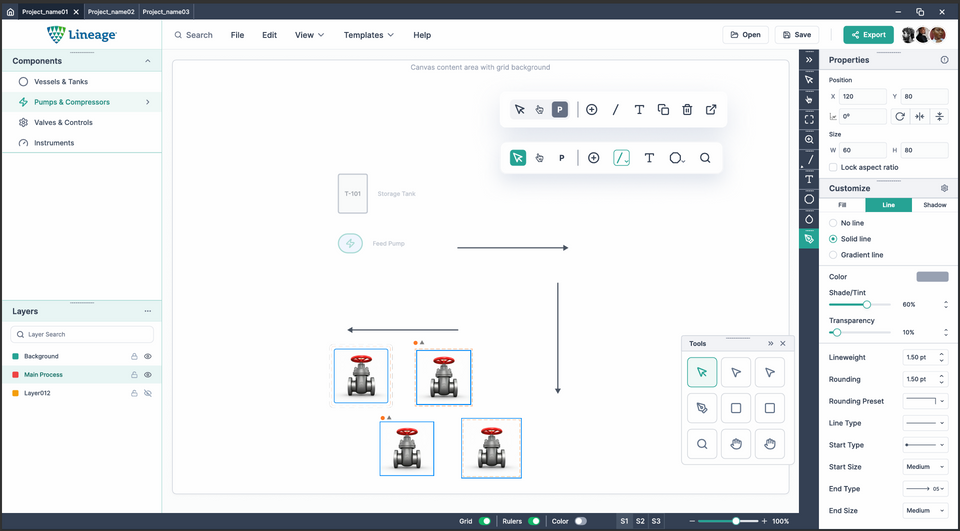 Project_name01
Project_name02
Project_name03
Lineage
Search
File
Edit
View
Templates
Help
Open
Save
Export
Components
Vessels & Tanks
Pumps & Compressors
Valves & Controls
Instruments
Layers
Layer Search
Background
Main Process
Layer012
Canvas content area with grid background
P
P
T-101
Storage Tank
Feed Pump
Tools
Grid
Rulers
Color
S1
S2
S3
100%
Properties
Position
X 120
Y 80
0°
Size
W 60
H 80
Lock aspect ratio
Customize
Fill
Line
Shadow
No line
Solid line
Gradient line
Color
Shade/Tint
60%
Transparency
10%
Lineweight
1.50 pt
Rounding
1.50 pt
Rounding Preset
Line Type
Start Type
Start Size
Medium
End Type
05
End Size
Medium